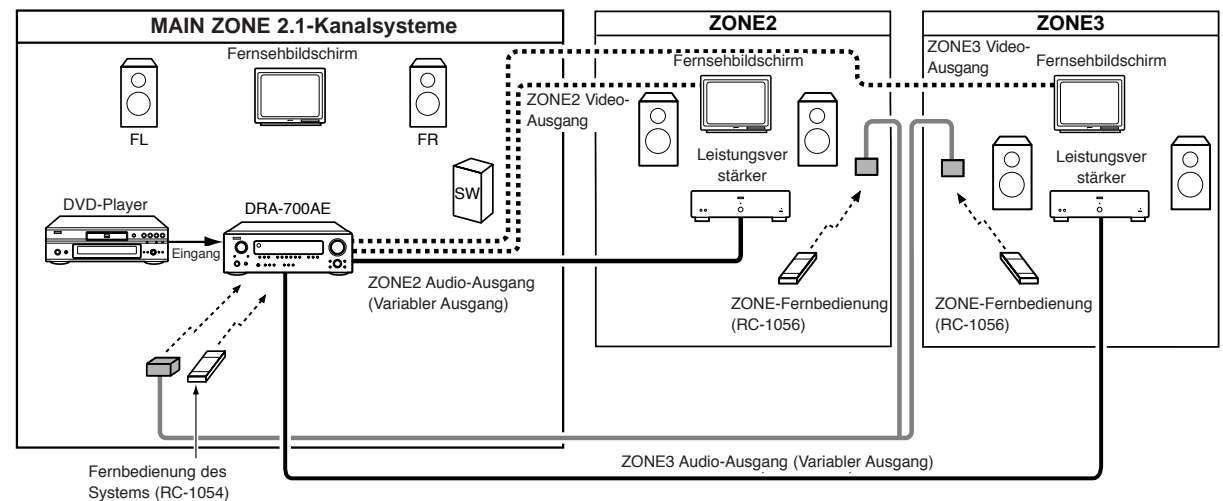 MAIN ZONE 2.1-Kanalsysteme
Fernsehbildschirm
FL
FR
SW
DVD-Player
DRA-700AE
Eingang
ZONE2 Video-
Ausgang
ZONE2 Audio-Ausgang
(Variabler Ausgang)
Fernbedienung des
Systems (RC-1054)
ZONE2
Fernsehbildschirm
Leistungsver
stärker
ZONE-Fernbedienung
(RC-1056)
ZONE3
ZONE3 Video-
Ausgang
Fernsehbildschirm
Leistungsver
stärker
ZONE-Fernbedienung
(RC-1056)
ZONE3 Audio-Ausgang (Variabler Ausgang)